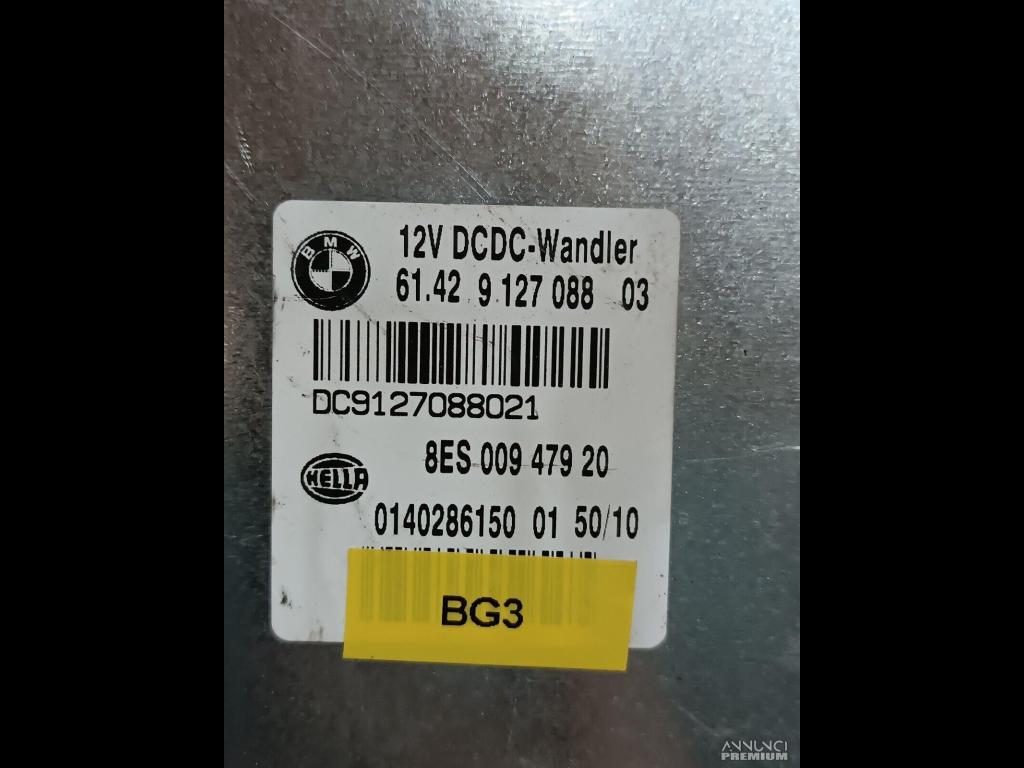 BMW
12V DCDC-Wandler
61.42 9 127 088 03
DC9127088021
8ES 009 479 20
HELLA
0140286150 01 50/10
BG3
ANNUNCI
PREMIUM